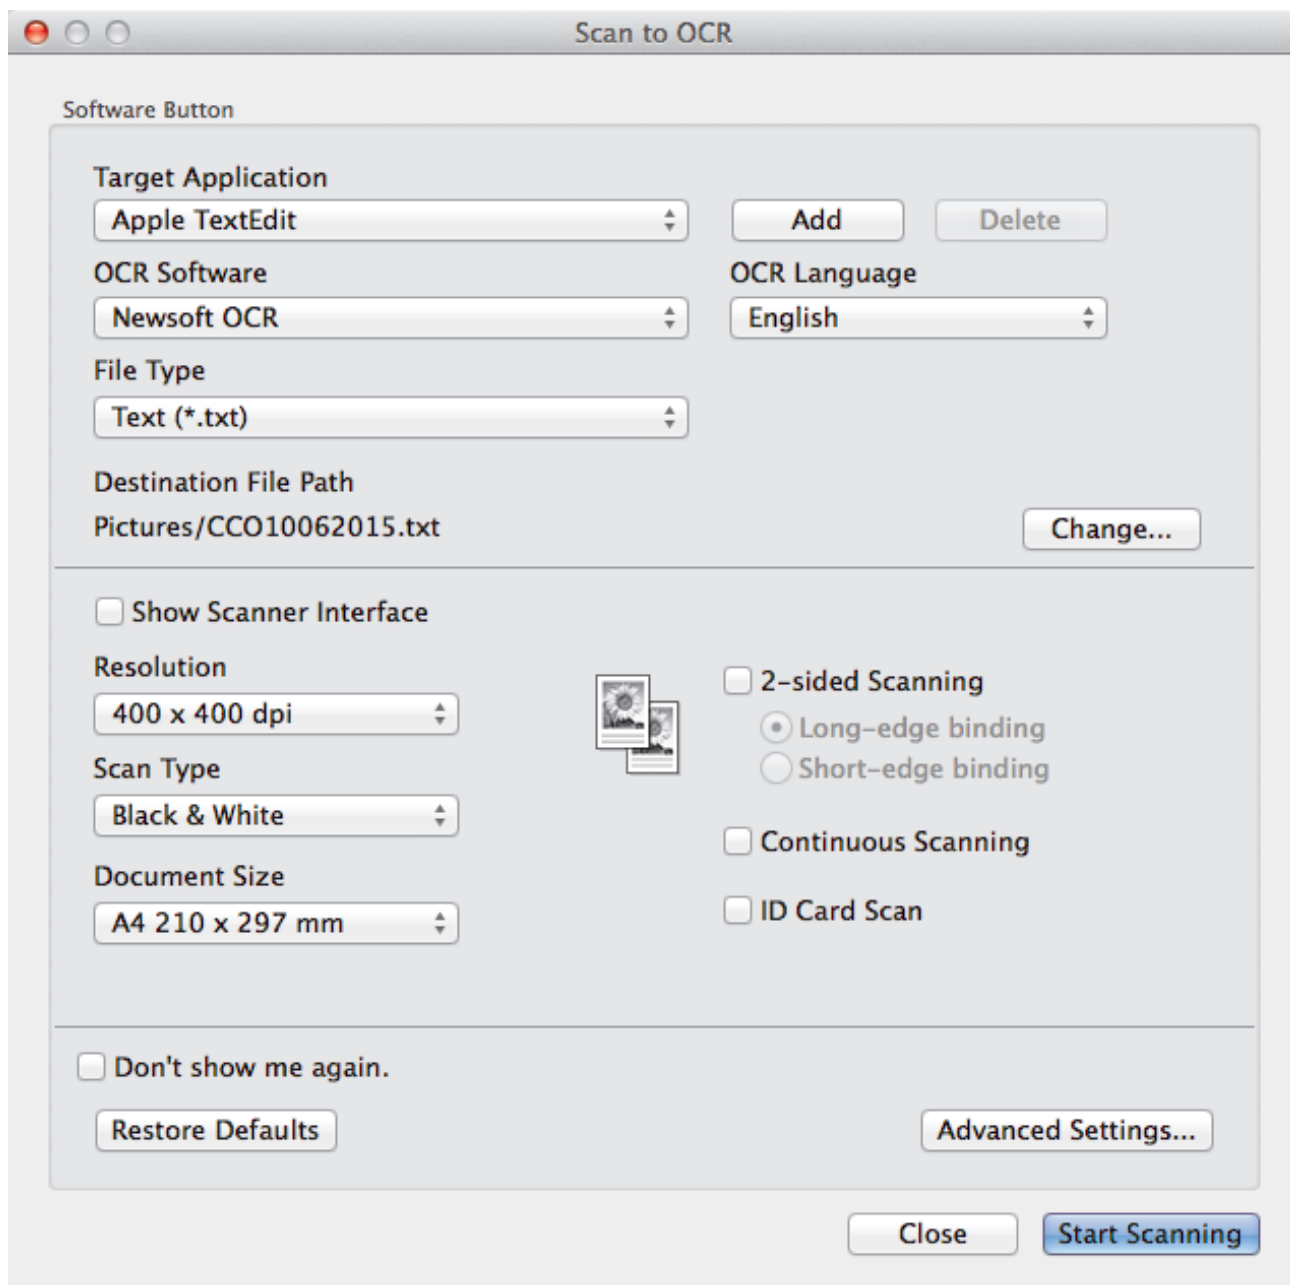 Scan to OCR
Software Button
Target Application
Apple TextEdit Add Delete
OCR Software OCR Language
Newsoft OCR English
File Type
Text (*.txt)
Destination File Path
Pictures/CCO10062015.txt Change...
Show Scanner Interface
Resolution
400 x 400 dpi
Scan Type
Black & White
Document Size
A4 210 x 297 mm
2-sided Scanning
Long-edge binding
Short-edge binding
Continuous Scanning
ID Card Scan
Don't show me again.
Restore Defaults Advanced Settings...
Close Start Scanning